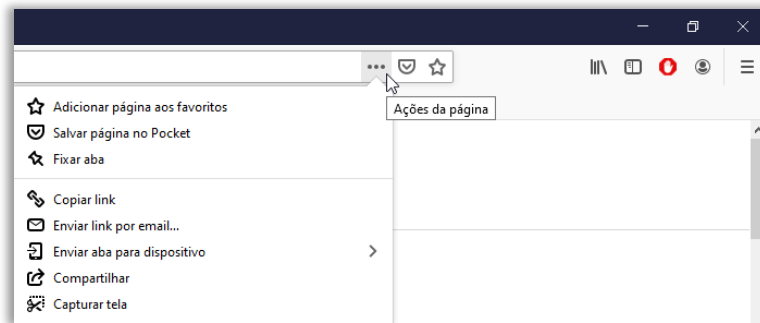 Ações da página
Adicionar página aos favoritos
Salvar página no Pocket
Fixar aba
Copiar link
Enviar link por email...
Enviar aba para dispositivo
Compartilhar
Capturar tela